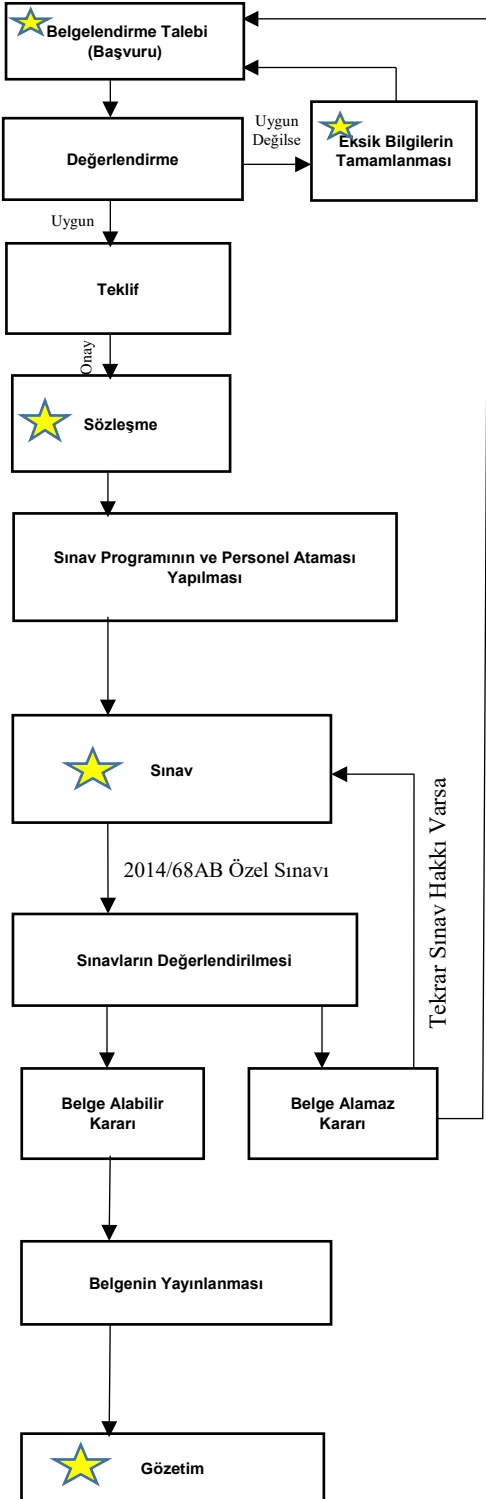 Belgelendirme Talebi
(Başvuru)
Uygun
Değilse
Değerlendirme
Eksik Bilgilerin
Tamamlanması
Uygun
Teklif
Onay
Sözleşme
Sınav Programının ve Personel Ataması
Yapılması
Sınav
Tekrar Sınav Hakkı Varsa
2014/68AB Özel Sınavı
Sınavların Değerlendirilmesi
Belge Alabilir
Kararı
Belge Alamaz
Kararı
Belgenin Yayınlanması
Gözetim